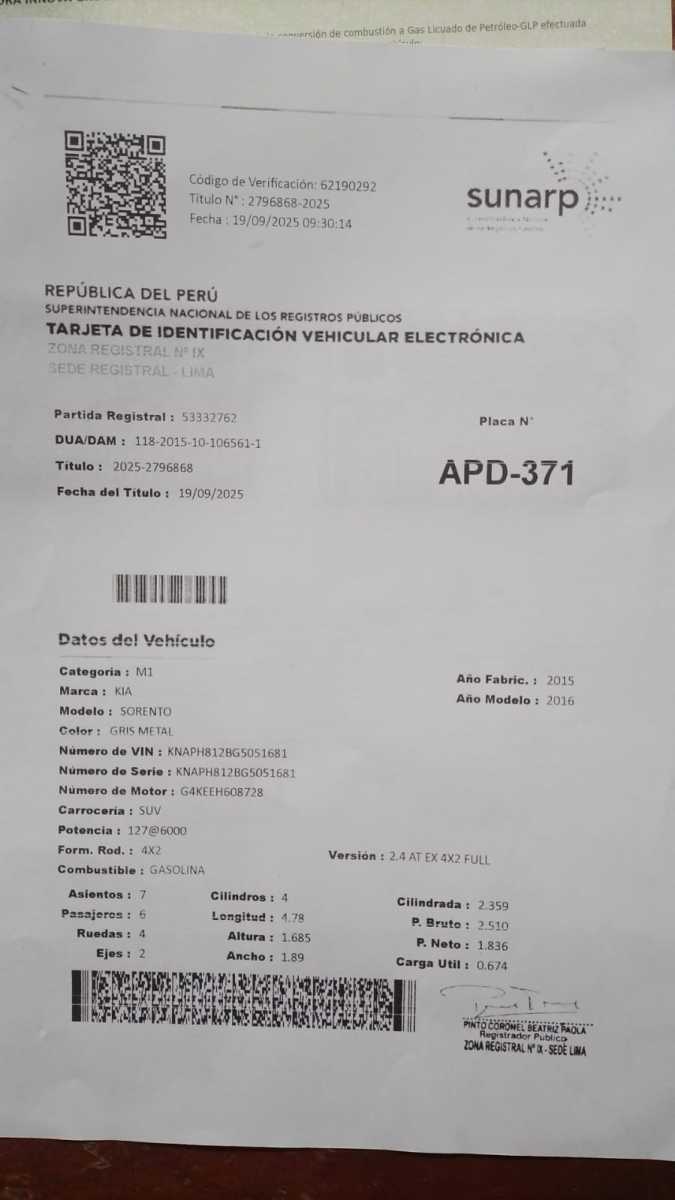 conversión de combustión a Gas Licuado de Petróleo-GLP efectuada
Código de Verificación: 62190292
Título N° : 2796868-2025
Fecha : 19/09/2025 09:30:14
sunarp
REPÚBLICA DEL PERÚ
SUPERINTENDENCIA NACIONAL DE LOS REGISTROS PÚBLICOS
TARJETA DE IDENTIFICACIÓN VEHICULAR ELECTRÓNICA
ZONA REGISTRAL N° IX
SEDE REGISTRAL - LIMA
Partida Registral : 53332762
DUA/DAM : 118-2015-10-106561-1
Título : 2025-2796868
Fecha del Título : 19/09/2025
Placa N°
APD-371
Datos del Vehículo
Categoría : M1
Marca : KIA
Modelo : SORENTO
Color : GRIS METAL
Número de VIN : KNAPH812BG5051681
Número de Serie : KNAPH812BG5051681
Número de Motor : G4KEEH608728
Carrocería : SUV
Potencia : 127@6000
Form. Rod. : 4X2
Combustible : GASOLINA
Año Fabric. : 2015
Año Modelo : 2016
Versión : 2.4 AT EX 4X2 FULL
Asientos : 7
Pasajeros : 6
Ruedas : 4
Ejes : 2
Cilindros : 4
Longitud : 4.78
Altura : 1.685
Ancho : 1.89
Cilindrada : 2.359
P. Bruto : 2.510
P. Neto : 1.836
Carga Util : 0.674
PINTO CORONEL BEATRIZ PAOLA
Registrador Publico
ZONA REGISTRAL N° IX - SEDE LIMA